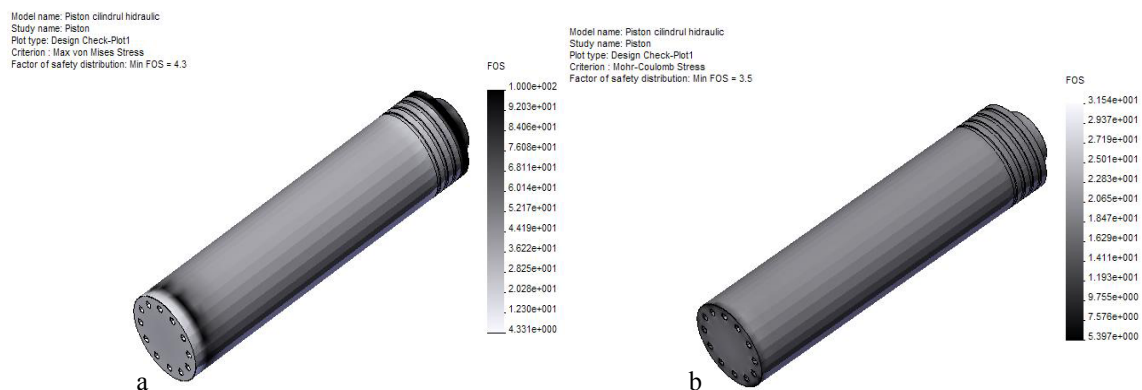 Model name: Piston cilindrul hidraulic
Study name: Piston
Plot type: Design Check-Plot1
Criterion : Max von Mises Stress
Factor of safety distribution: Min FOS = 4.3
FOS
1.000e+002
9.203e+001
8.406e+001
7.608e+001
6.811e+001
6.014e+001
5.217e+001
4.419e+001
3.622e+001
2.825e+001
2.028e+001
1.230e+001
4.331e+000
a
Model name: Piston cilindrul hidraulic
Study name: Piston
Plot type: Design Check-Plot1
Criterion : Mohr-Coulomb Stress
Factor of safety distribution: Min FOS = 3.5
FOS
3.154e+001
2.937e+001
2.719e+001
2.501e+001
2.283e+001
2.065e+001
1.847e+001
1.629e+001
1.411e+001
1.193e+001
9.755e+000
7.576e+000
5.397e+000
b